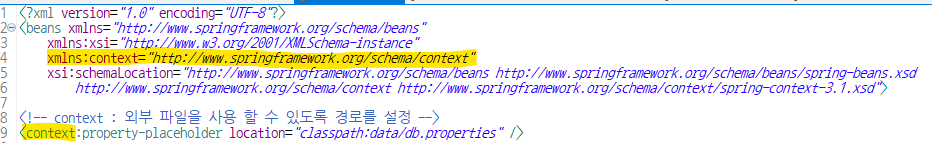 1 <?xml version="1.0" encoding="UTF-8"?>
2 <beans xmlns="http://www.springframework.org/schema/beans"
3 xmlns:xsi="http://www.w3.org/2001/XMLSchema-instance"
4 xmlns:context="http://www.springframework.org/schema/context"
5 xsi:schemaLocation="http://www.springframework.org/schema/beans http://www.springframework.org/schema/beans/spring-beans.xsd
6 http://www.springframework.org/schema/context http://www.springframework.org/schema/context/spring-context-3.1.xsd">
7
8 <!-- context : 외부 파일을 사용 할 수 있도록 경로를 설정 -->
9 <context:property-placeholder location="classpath:data/db.properties" />